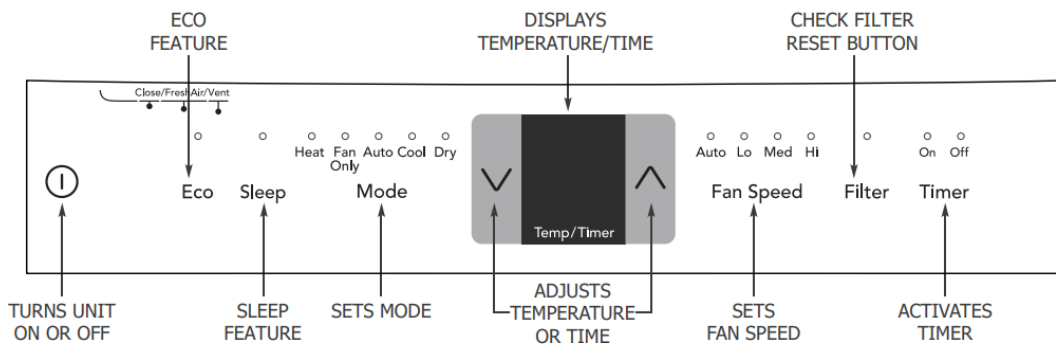 ECO
FEATURE
DISPLAYS
TEMPERATURE/TIME
CHECK FILTER
RESET BUTTON
Close/FreshAir/Vent
Heat Fan Only Auto Cool Dry
Auto Lo Med Hi
On Off
Eco Sleep Mode
Fan Speed Filter Timer
Temp/Timer
TURNS UNIT
ON OR OFF
SLEEP
FEATURE
SETS MODE
ADJUSTS
TEMPERATURE
OR TIME
SETS
FAN SPEED
ACTIVATES
TIMER